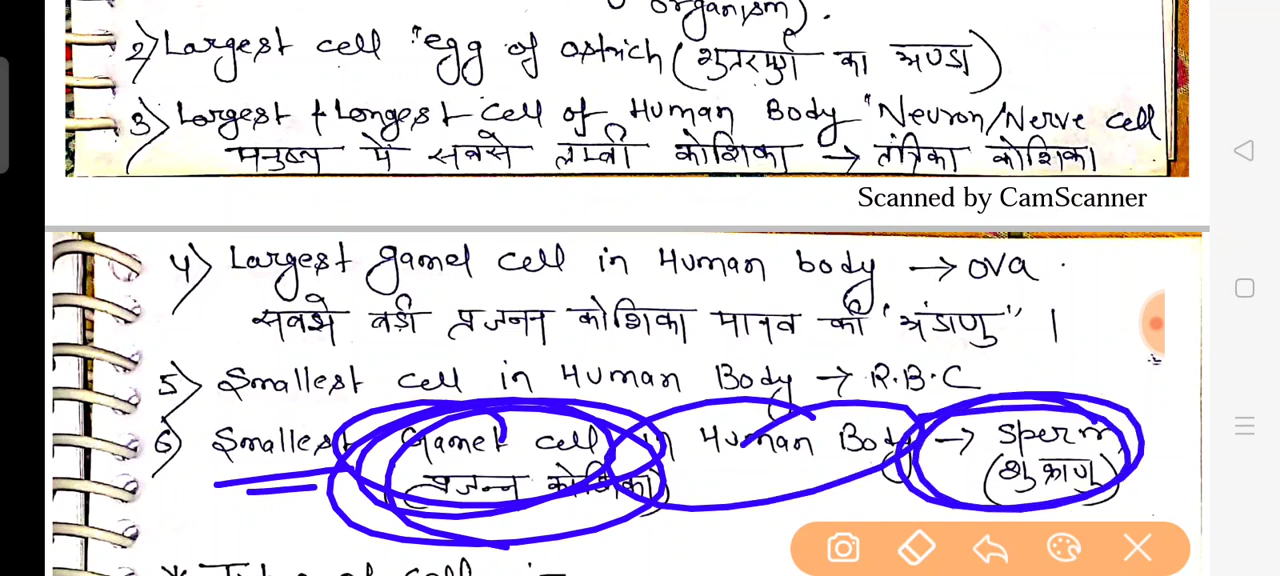 organism).
2) Largest cell "egg of ostrich (शुतरमुर्ग का अण्डा)
3) Largest + Longest cell of Human Body "Neuron/Nerve cell
मनुष्य में सबसे लम्बी कोशिका → तंत्रिका कोशिका
Scanned by CamScanner
4) Largest gamet cell in Human body → ova.
सबसे बड़ी प्रजनन कोशिका मानव की "अंडाणु"।
5) Smallest cell in Human Body → R.B.C
6) Smallest Gamet cell in Human Body → Sperm
(प्रजनन कोशिका) (शुक्राणु)